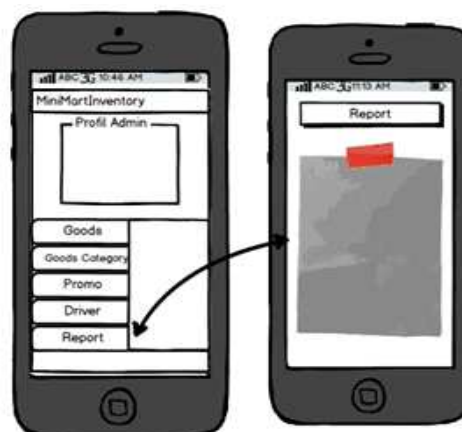 ABC 3G 10:46 AM
MiniMartInventory
Profil Admin
Goods
Goods Category
Promo
Driver
Report
ABC 3G 11:13 AM
Report